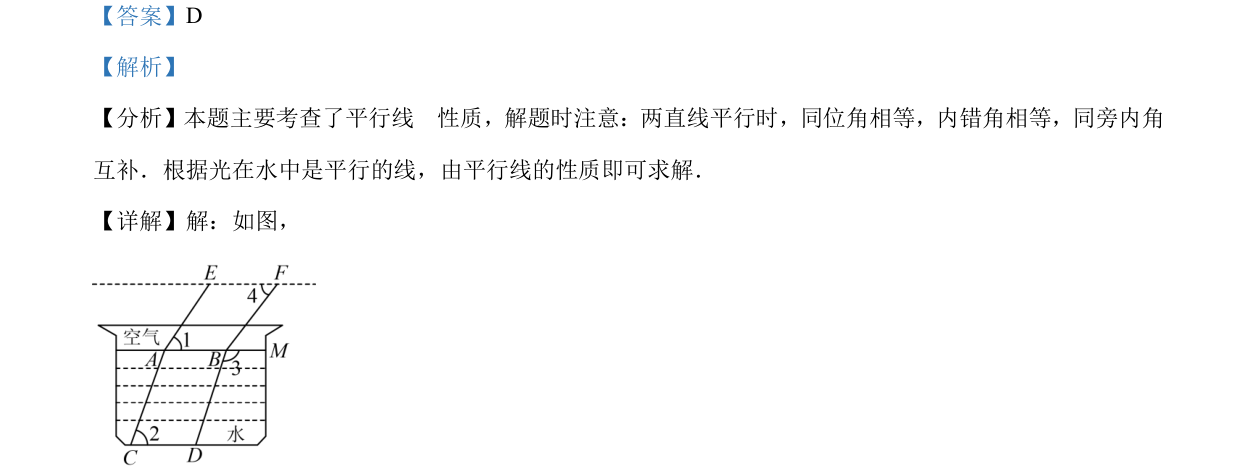 【答案】D
【解析】
【分析】本题主要考查了平行线 性质，解题时注意：两直线平行时，同位角相等，内错角相等，同旁内角
互补．根据光在水中是平行的线，由平行线的性质即可求解．
【详解】解：如图，
E F
4
空气 1
A B 3 M
2 水
C D